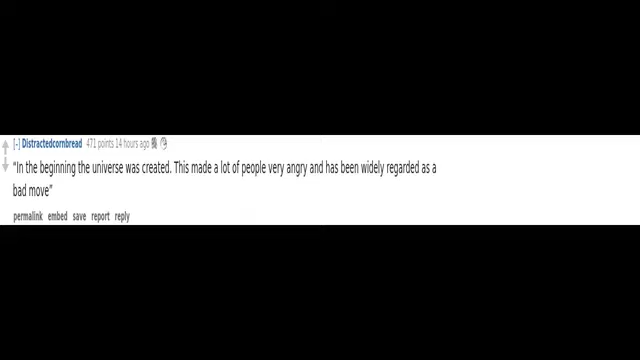 [-] Distractedcornbread 471 points 14 hours ago
"In the beginning the universe was created. This made a lot of people very angry and has been widely regarded as a
bad move"
permalink embed save report reply